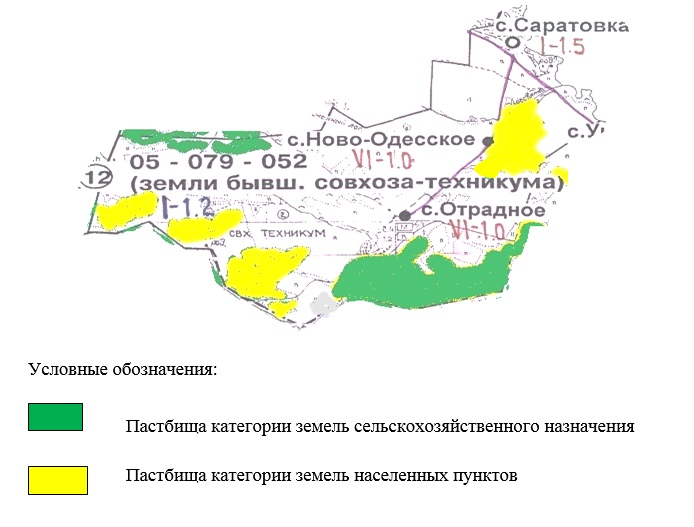 с.Саратовка
I-1.5
с.Ново-Одесское
с.У
VI-1.0
05 - 079 - 052
12
(земли бывш. совхоза-техникума)
I-1.2
с.Отрадное
свх ТЕХНИКУМ
VI-1.0
Условные обозначения:
Пастбища категории земель сельскохозяйственного назначения
Пастбища категории земель населенных пунктов